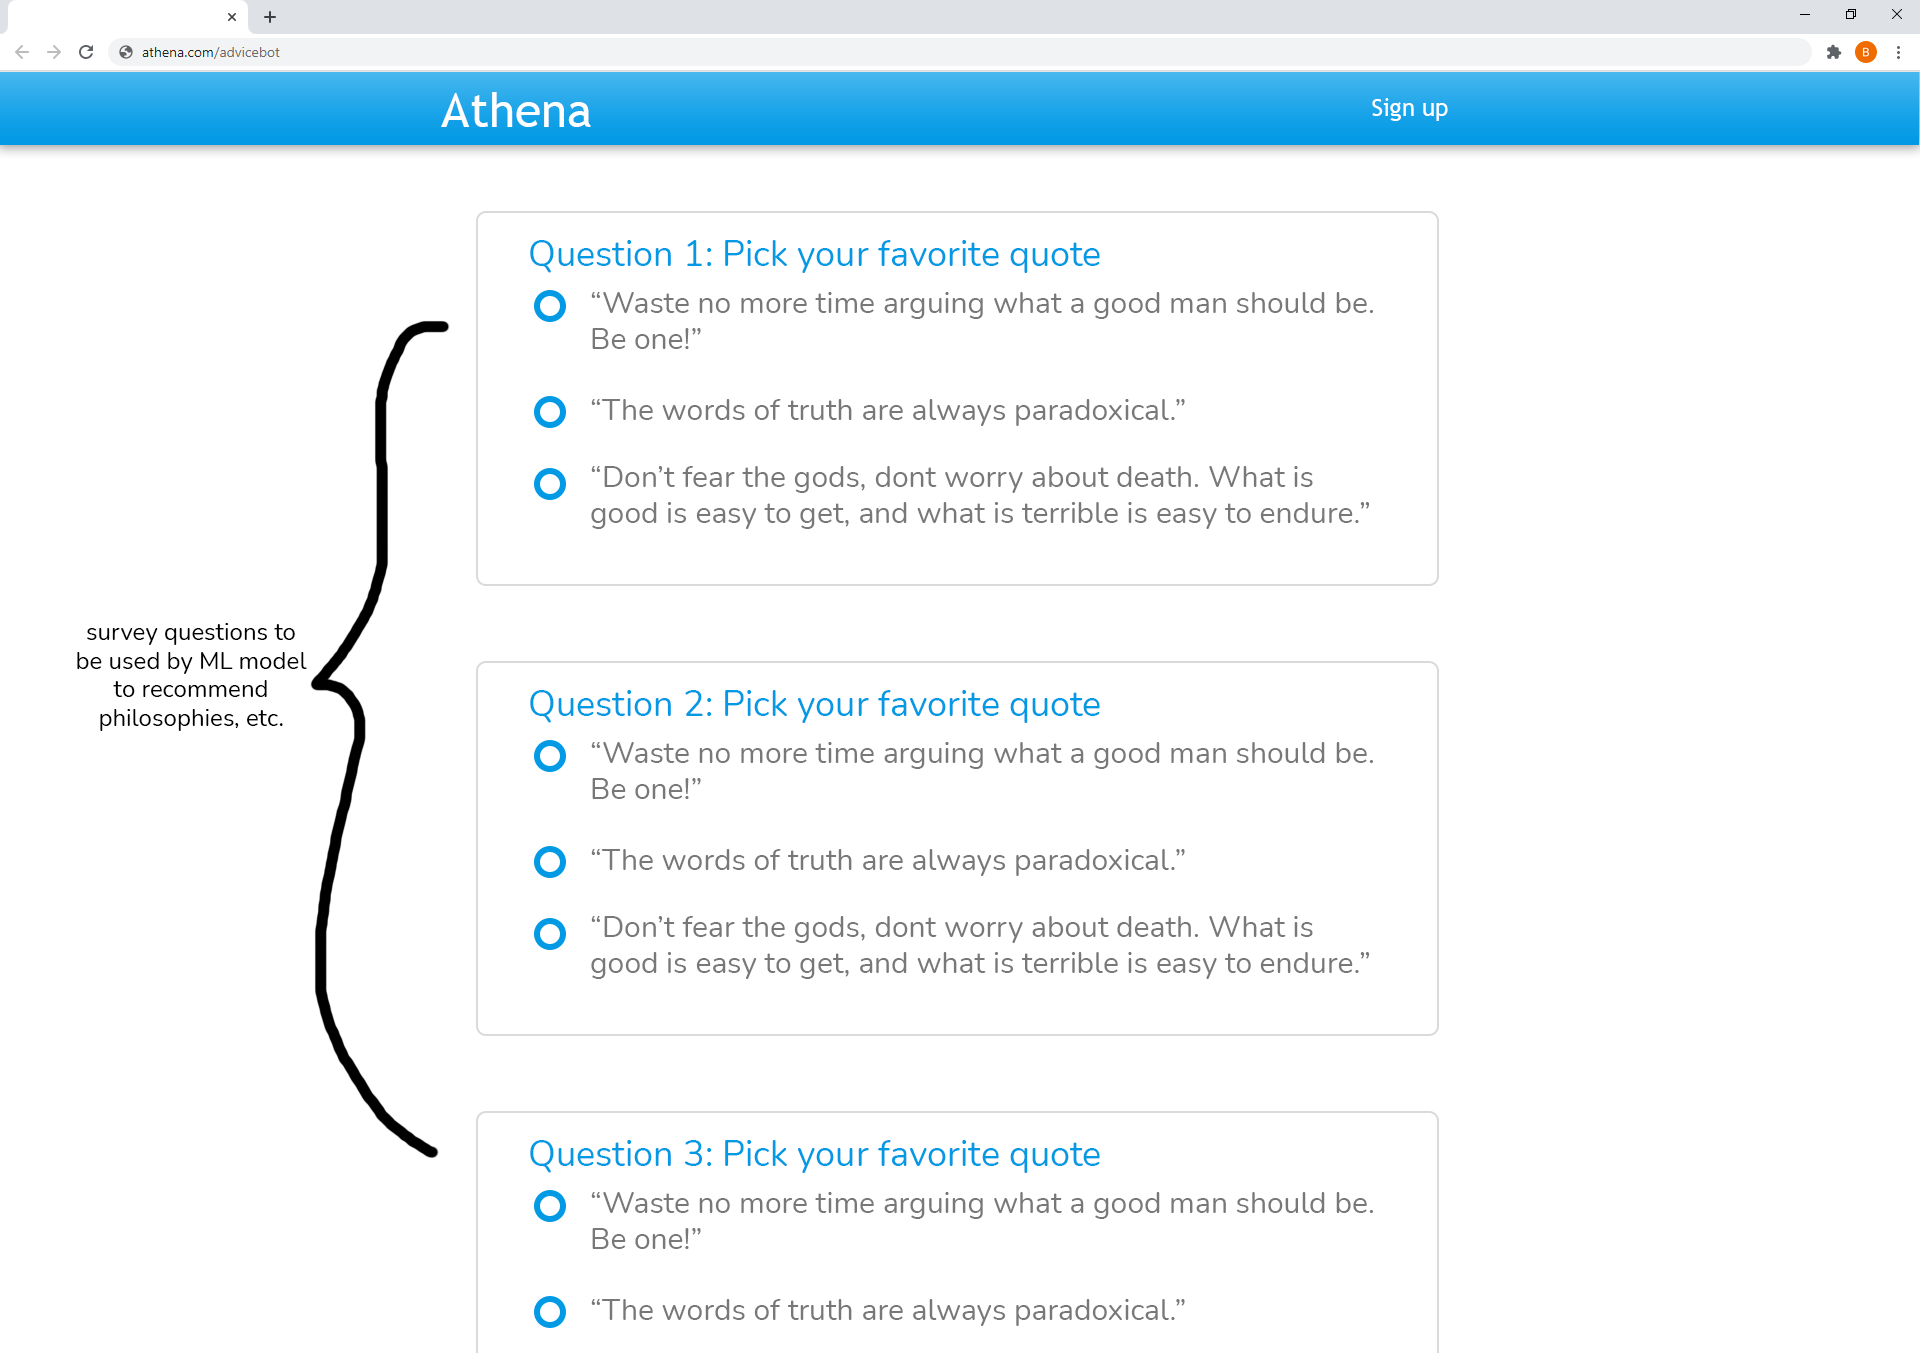 athena.com/advicebot
B
Athena
Sign up
Question 1: Pick your favorite quote
“Waste no more time arguing what a good man should be.
Be one!”
“The words of truth are always paradoxical.”
“Don’t fear the gods, dont worry about death. What is
good is easy to get, and what is terrible is easy to endure.”
survey questions to
be used by ML model
to recommend
philosophies, etc.
Question 2: Pick your favorite quote
“Waste no more time arguing what a good man should be.
Be one!”
“The words of truth are always paradoxical.”
“Don’t fear the gods, dont worry about death. What is
good is easy to get, and what is terrible is easy to endure.”
Question 3: Pick your favorite quote
“Waste no more time arguing what a good man should be.
Be one!”
“The words of truth are always paradoxical.”